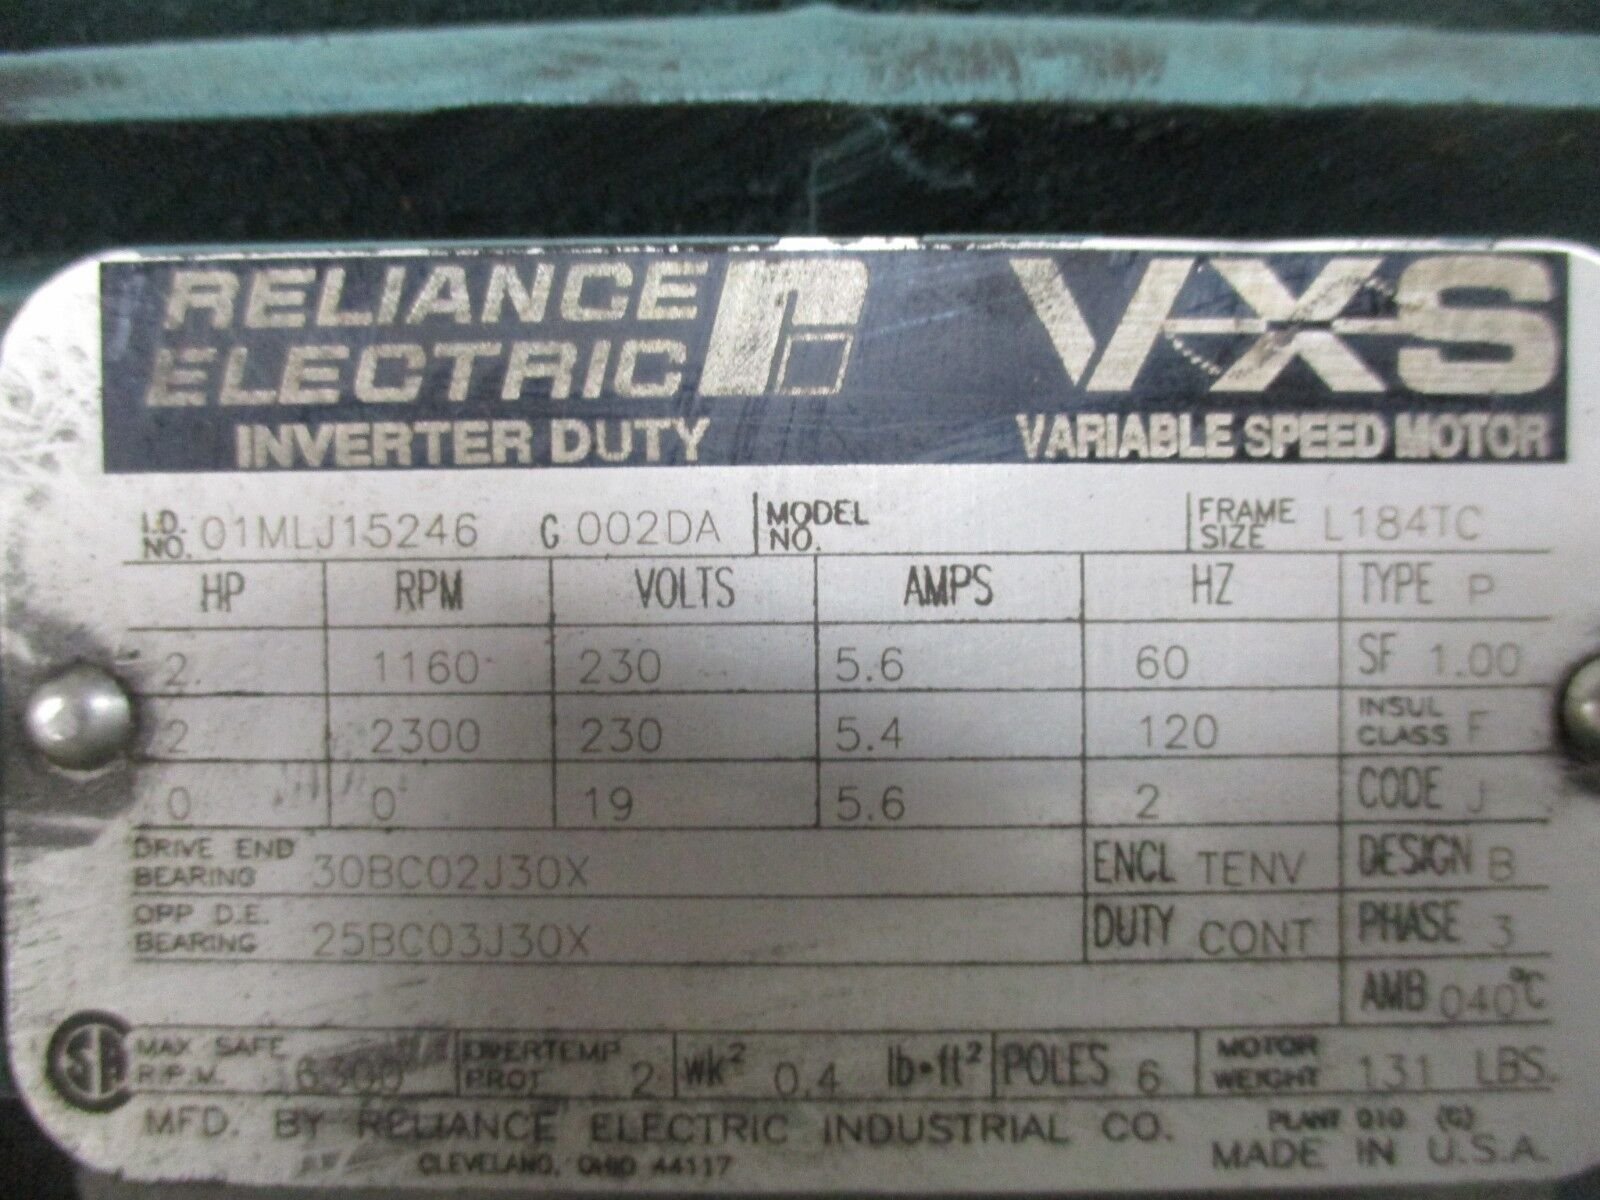 RELIANCE ELECTRIC
INVERTER DUTY
VXS
VARIABLE SPEED MOTOR
I.D. NO. 01MLJ15246 G 002DA MODEL NO. FRAME SIZE L184TC
HP RPM VOLTS AMPS HZ TYPE P
2. 1160 230 5.6 60 SF 1.00
2 2300 230 5.4 120 INSUL CLASS F
0 0 19 5.6 2 CODE J
DRIVE END BEARING 30BC02J30X ENCL TENV DESIGN B
OPP D.E. BEARING 25BC03J30X DUTY CONT PHASE 3
AMB 040°C
MAX. SAFE R.P.M. 6300 OVERTEMP PROT 2 wk² 0.4 lb•ft² POLES 6 MOTOR WEIGHT 131 LBS.
MFD. BY RELIANCE ELECTRIC INDUSTRIAL CO. PLANT 010 (C)
CLEVELAND, OHIO 44117 MADE IN U.S.A.